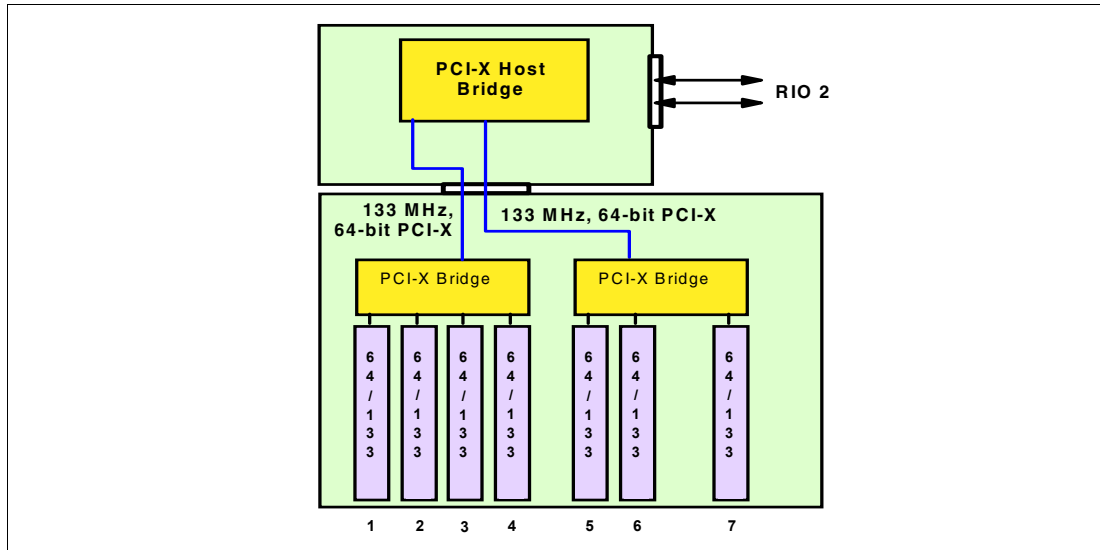 PCI-X Host
Bridge
RIO 2
133 MHz,
64-bit PCI-X
133 MHz, 64-bit PCI-X
PCI-X Bridge
PCI-X Bridge
64/133
64/133
64/133
64/133
64/133
64/133
64/133
1 2 3 4 5 6 7